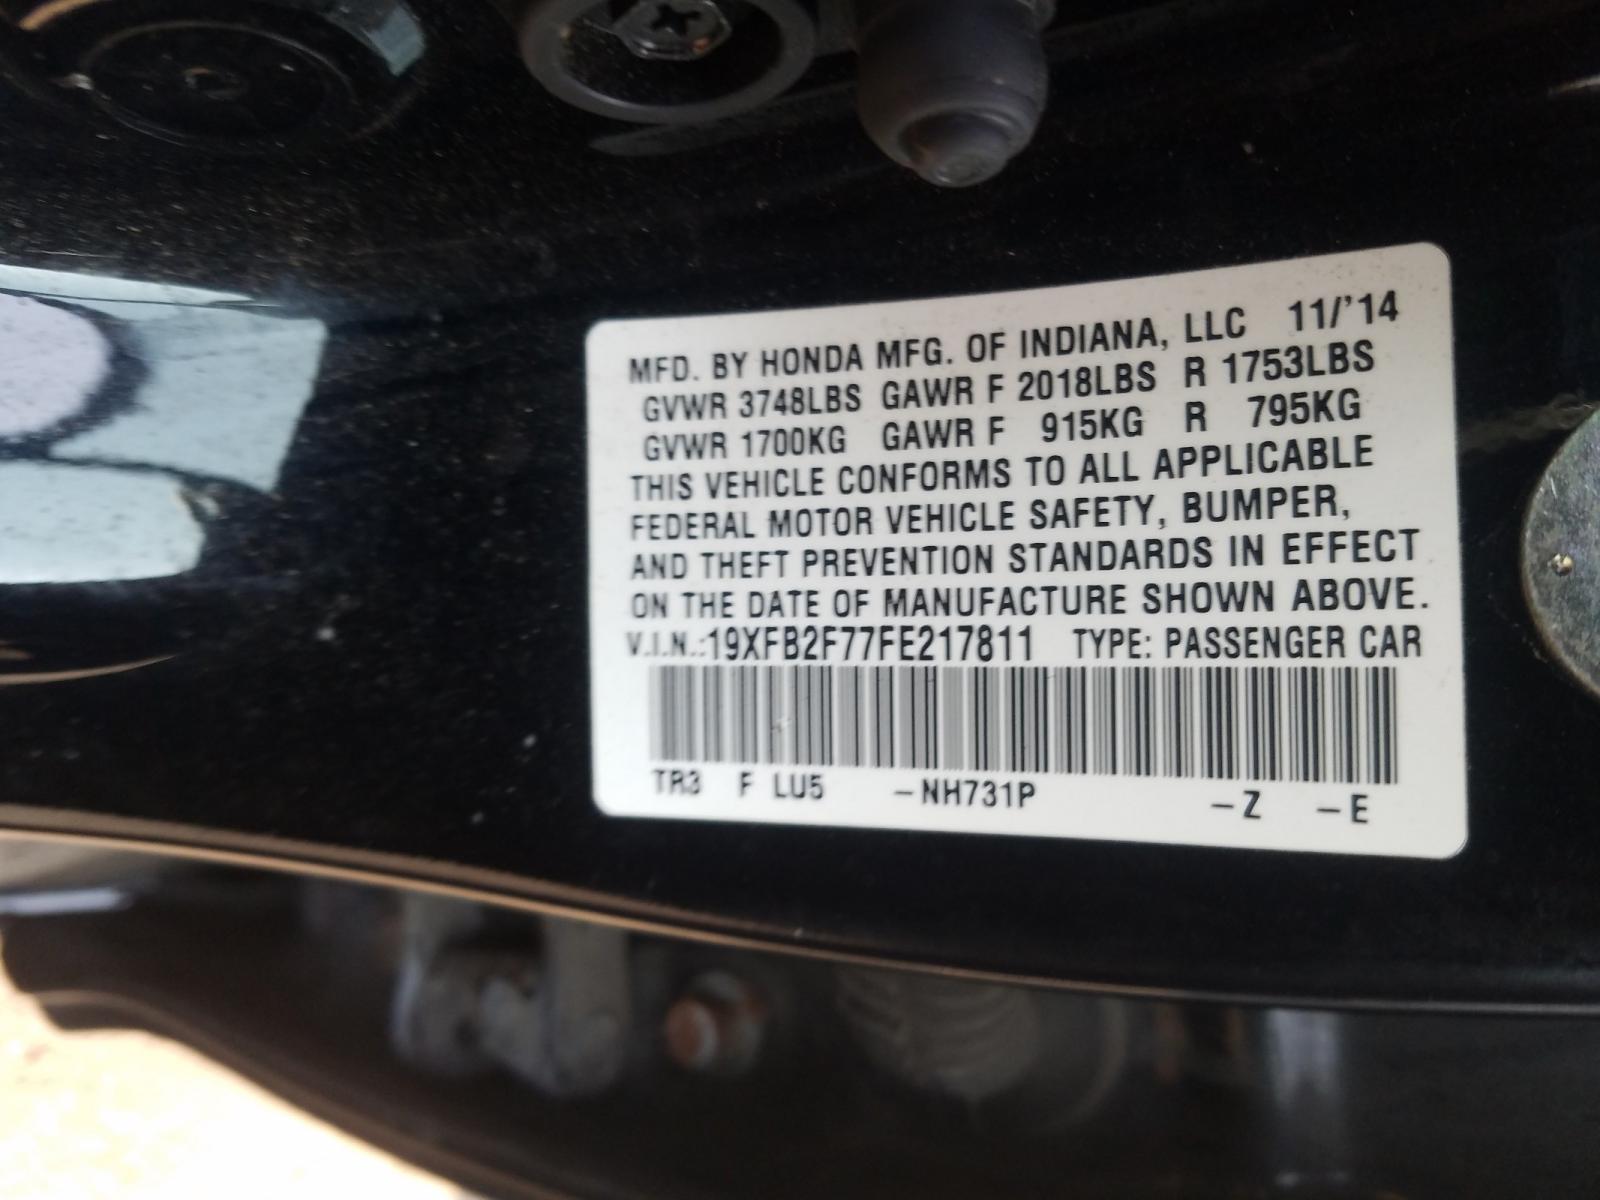 MFD. BY HONDA MFG. OF INDIANA, LLC 11/'14
GVWR 3748LBS GAWR F 2018LBS R 1753LBS
GVWR 1700KG GAWR F 915KG R 795KG
THIS VEHICLE CONFORMS TO ALL APPLICABLE
FEDERAL MOTOR VEHICLE SAFETY, BUMPER,
AND THEFT PREVENTION STANDARDS IN EFFECT
ON THE DATE OF MANUFACTURE SHOWN ABOVE.
V.I.N.:19XFB2F77FE217811 TYPE: PASSENGER CAR
TR3 F LU5 -NH731P -Z -E